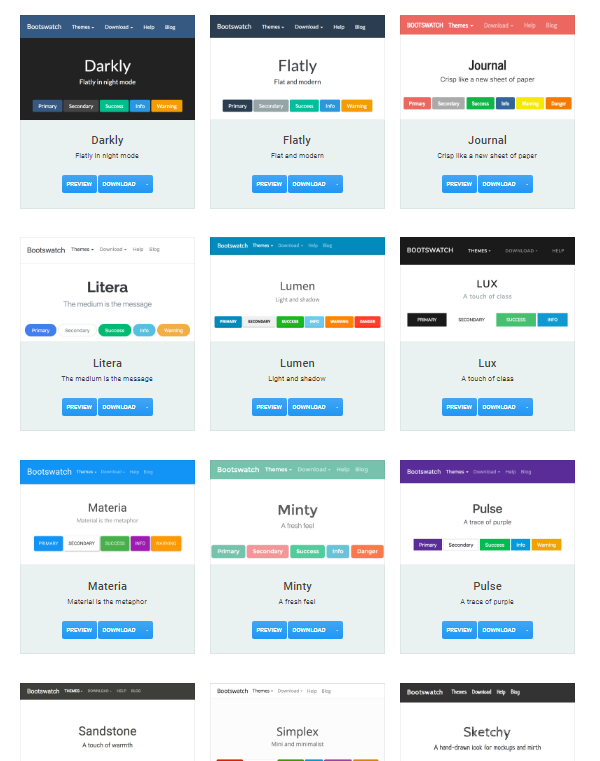 Bootswatch Themes Download Help Blog
Darkly
Flatly in night mode
Primary Secondary Success Info Warning
Darkly
Flatly in night mode
PREVIEW DOWNLOAD
Bootswatch Themes Download Help Blog
Flatly
Flat and modern
Primary Secondary Success Info Warning
Flatly
Flat and modern
PREVIEW DOWNLOAD
BOOTSWATCH Themes Download Help Blog
Journal
Crisp like a new sheet of paper
Primary Secondary Success Info Warning Danger
Journal
Crisp like a new sheet of paper
PREVIEW DOWNLOAD
Bootswatch Themes Download Help Blog
Litera
The medium is the message
Primary Secondary Success Info Warning
Litera
The medium is the message
PREVIEW DOWNLOAD
Bootswatch Themes Download Help Blog
Lumen
Light and shadow
PRIMARY SECONDARY SUCCESS INFO WARNING DANGER
Lumen
Light and shadow
PREVIEW DOWNLOAD
BOOTSWATCH THEMES DOWNLOAD HELP
LUX
A touch of class
PRIMARY SECONDARY SUCCESS INFO
Lux
A touch of class
PREVIEW DOWNLOAD
Bootswatch Themes Download Help Blog
Materia
Material is the metaphor
PRIMARY SECONDARY SUCCESS INFO WARNING
Materia
Material is the metaphor
PREVIEW DOWNLOAD
Bootswatch Themes Download Help Blog
Minty
A fresh feel
Primary Secondary Success Info Danger
Minty
A fresh feel
PREVIEW DOWNLOAD
Bootswatch Themes Download Help Blog
Pulse
A trace of purple
Primary Secondary Success Info Warning
Pulse
A trace of purple
PREVIEW DOWNLOAD
Bootswatch THEMES DOWNLOAD HELP BLOG
Sandstone
A touch of warmth
Bootswatch Themes Download Help Blog
Simplex
Mini and minimalist
Bootswatch Themes Download Help Blog
Sketchy
A hand-drawn look for mockups and mirth